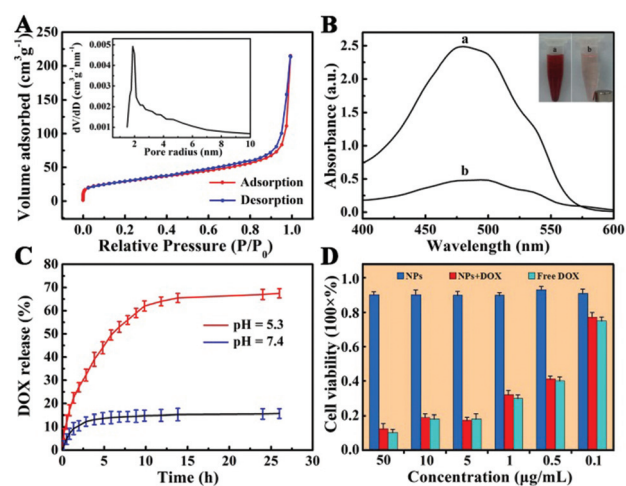 A
Volume adsorbed (cm³g⁻¹)
250
200
150
100
50
0
0.0 0.2 0.4 0.6 0.8 1.0
Relative Pressure (P/P₀)
Adsorption
Desorption
dV/dD (cm³g⁻¹ nm⁻¹)
0.005
0.004
0.003
0.002
0.001
2 4 6 8 10
Pore radius (nm)
B
Absorbance (a.u.)
2.5
2.0
1.5
1.0
0.5
0.0
400 450 500 550 600
Wavelength (nm)
a
b
a b
C
DOX release (%)
80
70
60
50
40
30
20
10
0
0 5 10 15 20 25 30
Time (h)
pH = 5.3
pH = 7.4
D
NPs NPs+DOX Free DOX
Cell viability (100×%)
1.0
0.8
0.6
0.4
0.2
0.0
50 10 5 1 0.5 0.1
Concentration (μg/mL)